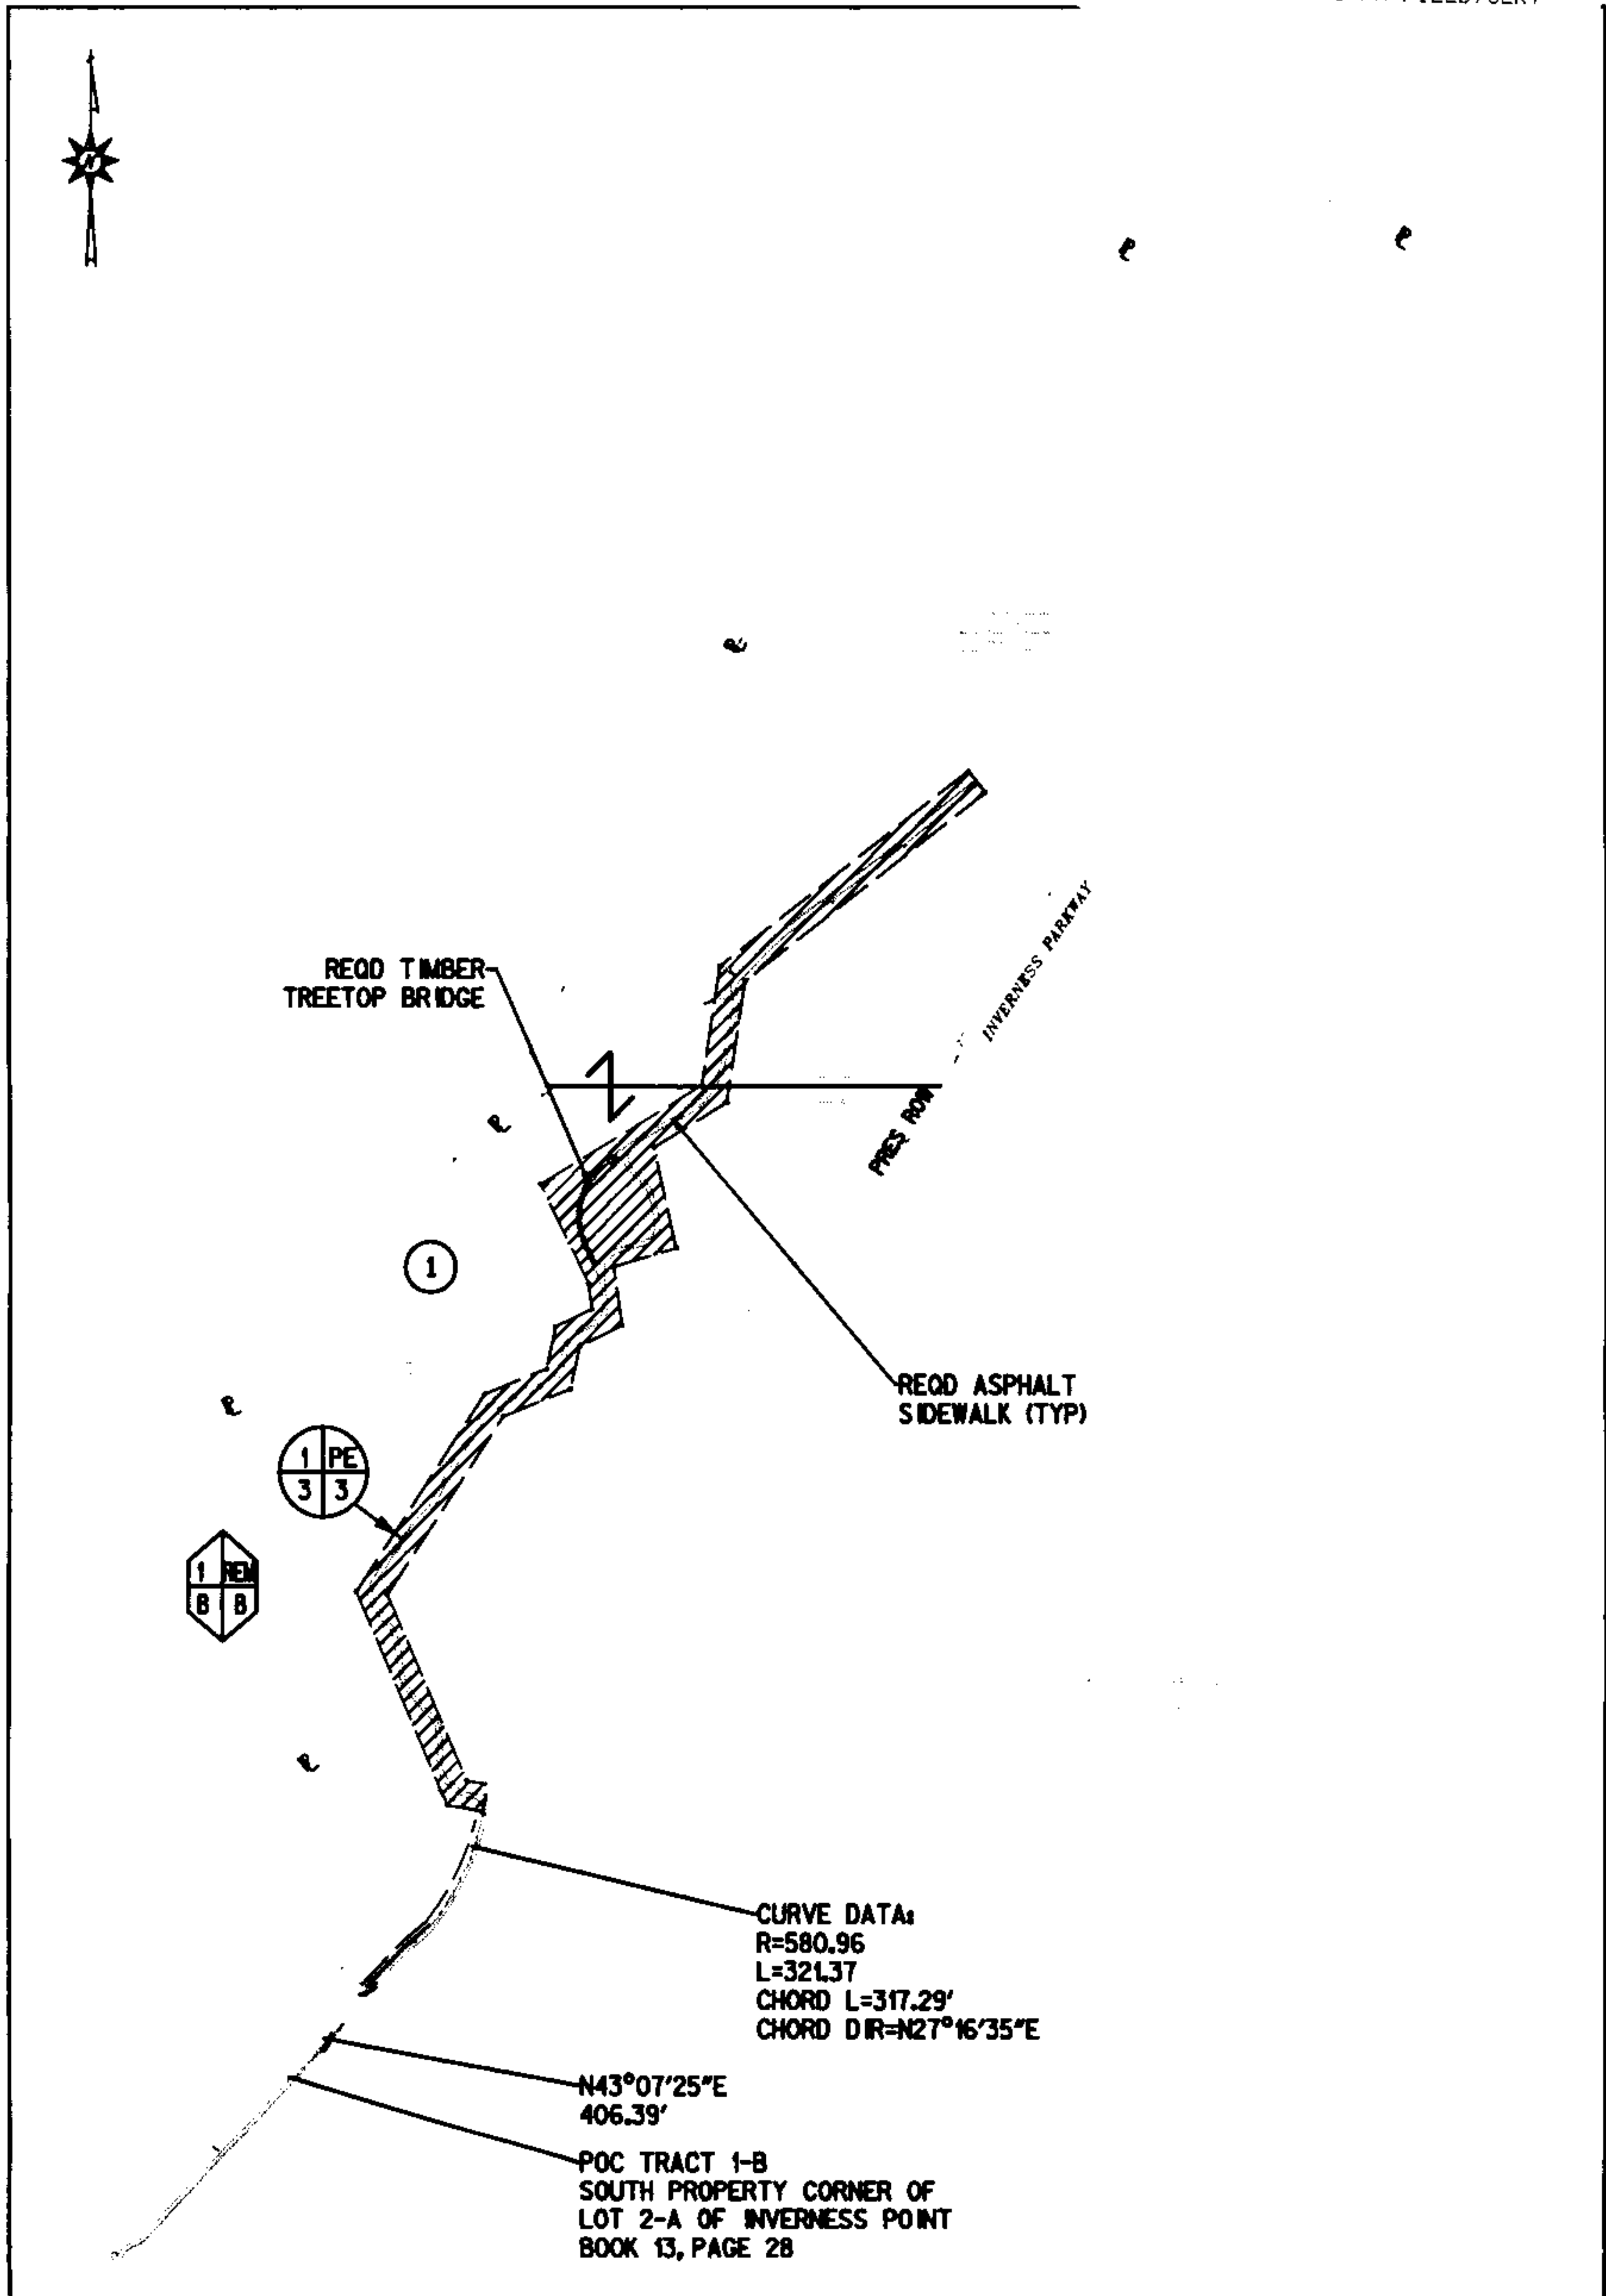 N
INVERNESS PARKWAY
REQD TIMBER
TREETOP BRIDGE
PRES ROW
1
REQD ASPHALT
SIDEWALK (TYP)
1 PE
3 3
1 REM
B B
CURVE DATA:
R=580.96
L=321.37
CHORD L=317.29'
CHORD DIR=N27°16'35"E
N43°07'25"E
406.39'
POC TRACT 1-B
SOUTH PROPERTY CORNER OF
LOT 2-A OF INVERNESS POINT
BOOK 13, PAGE 28